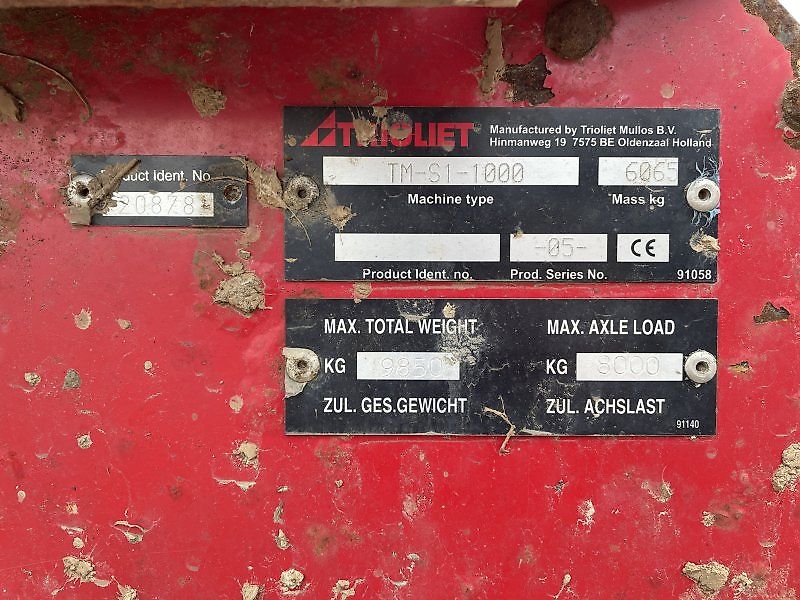 TRIOLIET
Manufactured by Trioliet Mullos B.V.
Hinmanweg 19 7575 BE Oldenzaal Holland
TM-S1-1000
6065
Machine type
Mass kg
Product Ident. No.
-05-
CE
Product Ident. no.
Prod. Series No.
91058
MAX. TOTAL WEIGHT
MAX. AXLE LOAD
KG 9850
KG 8000
ZUL. GES.GEWICHT
ZUL. ACHSLAST
91140